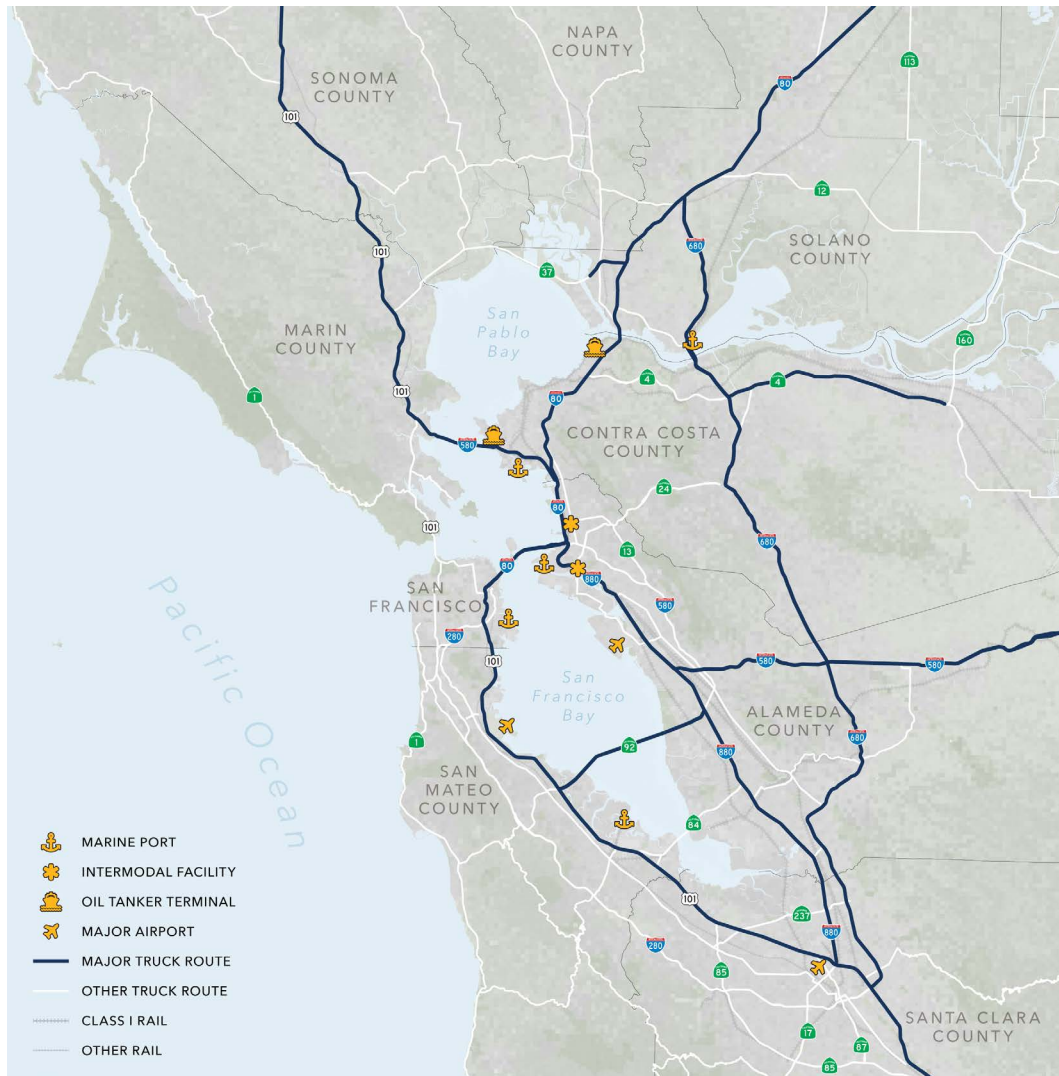 NAPA
COUNTY
113
80
SONOMA
COUNTY
101
12
SOLANO
COUNTY
101
680
37
San
Pablo
Bay
MARIN
COUNTY
160
4
4
1
101
80
CONTRA COSTA
COUNTY
580
24
80
101
680
13
80
880
SAN
FRANCISCO
580
280
101
580
580
San
Francisco
Bay
ALAMEDA
COUNTY
Pacific Ocean
1
92
880
680
SAN
MATEO
COUNTY
84
101
237
880
280
85
SANTA CLARA
COUNTY
17
87
85
MARINE PORT
INTERMODAL FACILITY
OIL TANKER TERMINAL
MAJOR AIRPORT
MAJOR TRUCK ROUTE
OTHER TRUCK ROUTE
CLASS I RAIL
OTHER RAIL